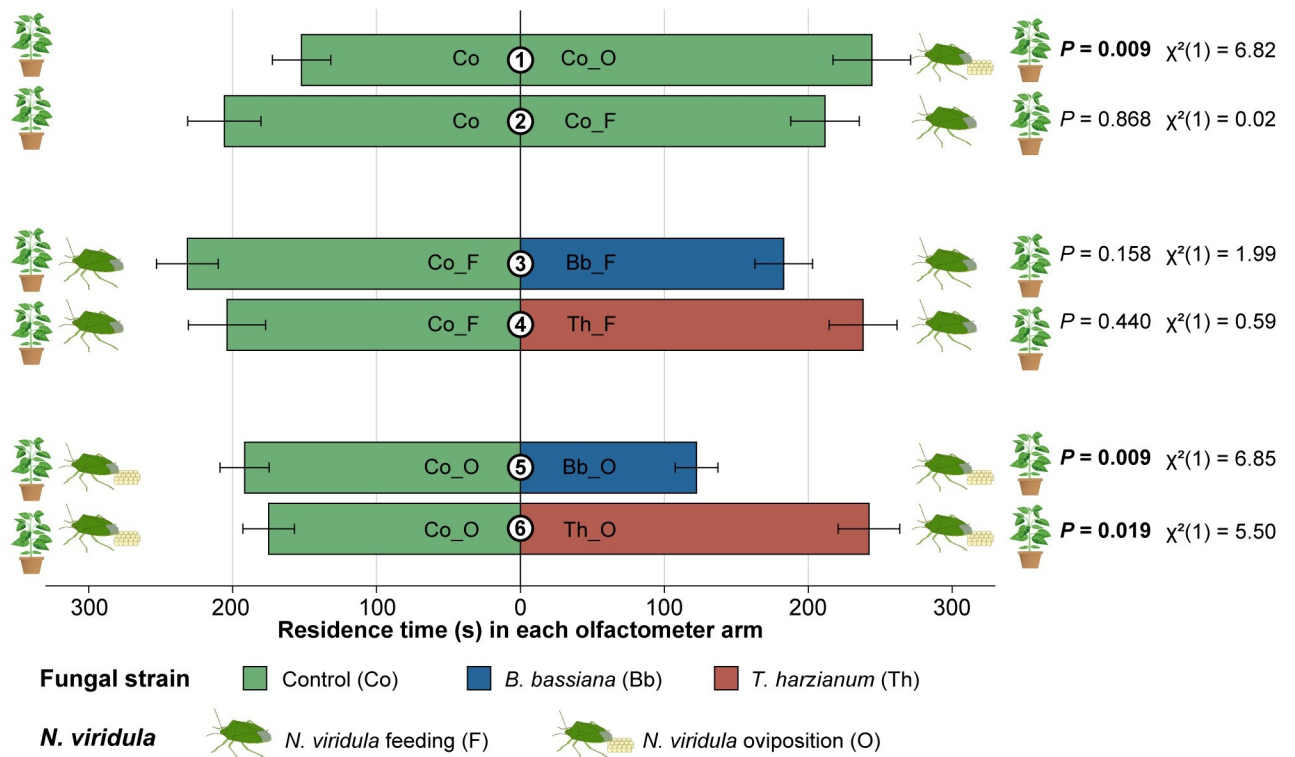 Co 1 Co_O P = 0.009 χ²(1) = 6.82
Co 2 Co_F P = 0.868 χ²(1) = 0.02
Co_F 3 Bb_F P = 0.158 χ²(1) = 1.99
Co_F 4 Th_F P = 0.440 χ²(1) = 0.59
Co_O 5 Bb_O P = 0.009 χ²(1) = 6.85
Co_O 6 Th_O P = 0.019 χ²(1) = 5.50
300 200 100 0 100 200 300
Residence time (s) in each olfactometer arm
Fungal strain Control (Co) B. bassiana (Bb) T. harzianum (Th)
N. viridula N. viridula feeding (F) N. viridula oviposition (O)